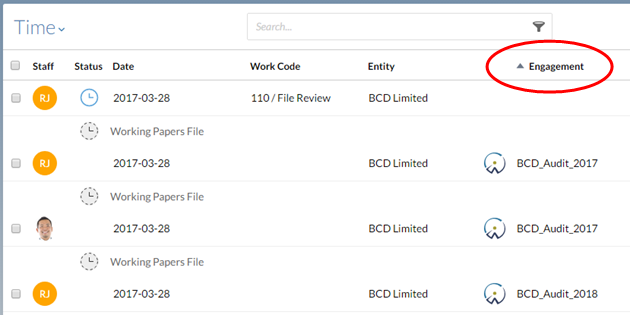 Time
Search...
Staff Status Date Work Code Entity Engagement
RJ 2017-03-28 110 / File Review BCD Limited
Working Papers File
RJ 2017-03-28 BCD Limited BCD_Audit_2017
Working Papers File
2017-03-28 BCD Limited BCD_Audit_2017
Working Papers File
RJ 2017-03-28 BCD Limited BCD_Audit_2018